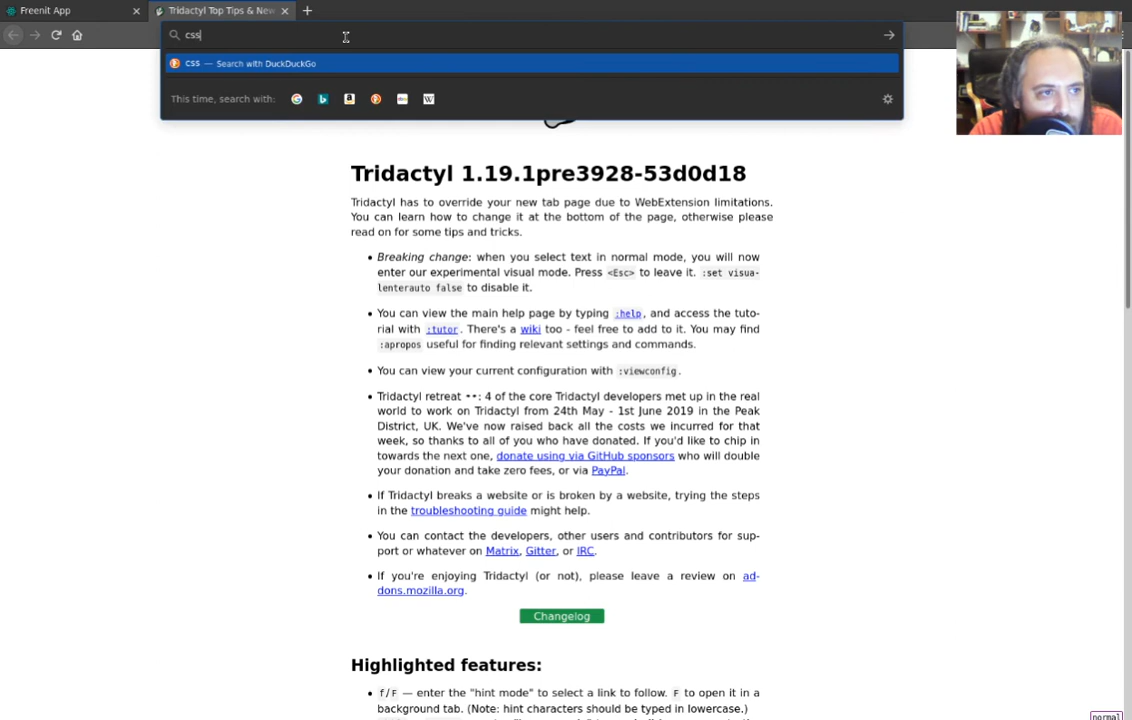 Freenit App
Tridactyl Top Tips & New
css
css — Search with DuckDuckGo
This time, search with:
Tridactyl 1.19.1pre3928-53d0d18
Tridactyl has to override your new tab page due to WebExtension limitations.
You can learn how to change it at the bottom of the page, otherwise please
read on for some tips and tricks.
Breaking change: when you select text in normal mode, you will now
enter our experimental visual mode. Press <Esc> to leave it. :set visua-
lenterauto false to disable it.
You can view the main help page by typing :help, and access the tuto-
rial with :tutor. There's a wiki too - feel free to add to it. You may find
:apropos useful for finding relevant settings and commands.
You can view your current configuration with :viewconfig.
Tridactyl retreat ••: 4 of the core Tridactyl developers met up in the real
world to work on Tridactyl from 24th May - 1st June 2019 in the Peak
District, UK. We've now raised back all the costs we incurred for that
week, so thanks to all of you who have donated. If you'd like to chip in
towards the next one, donate using via GitHub sponsors who will double
your donation and take zero fees, or via PayPal.
If Tridactyl breaks a website or is broken by a website, trying the steps
in the troubleshooting guide might help.
You can contact the developers, other users and contributors for sup-
port or whatever on Matrix, Gitter, or IRC.
If you're enjoying Tridactyl (or not), please leave a review on ad-
dons.mozilla.org.
Changelog
Highlighted features:
f/F — enter the "hint mode" to select a link to follow. F to open it in a
background tab. (Note: hint characters should be typed in lowercase.)
normal